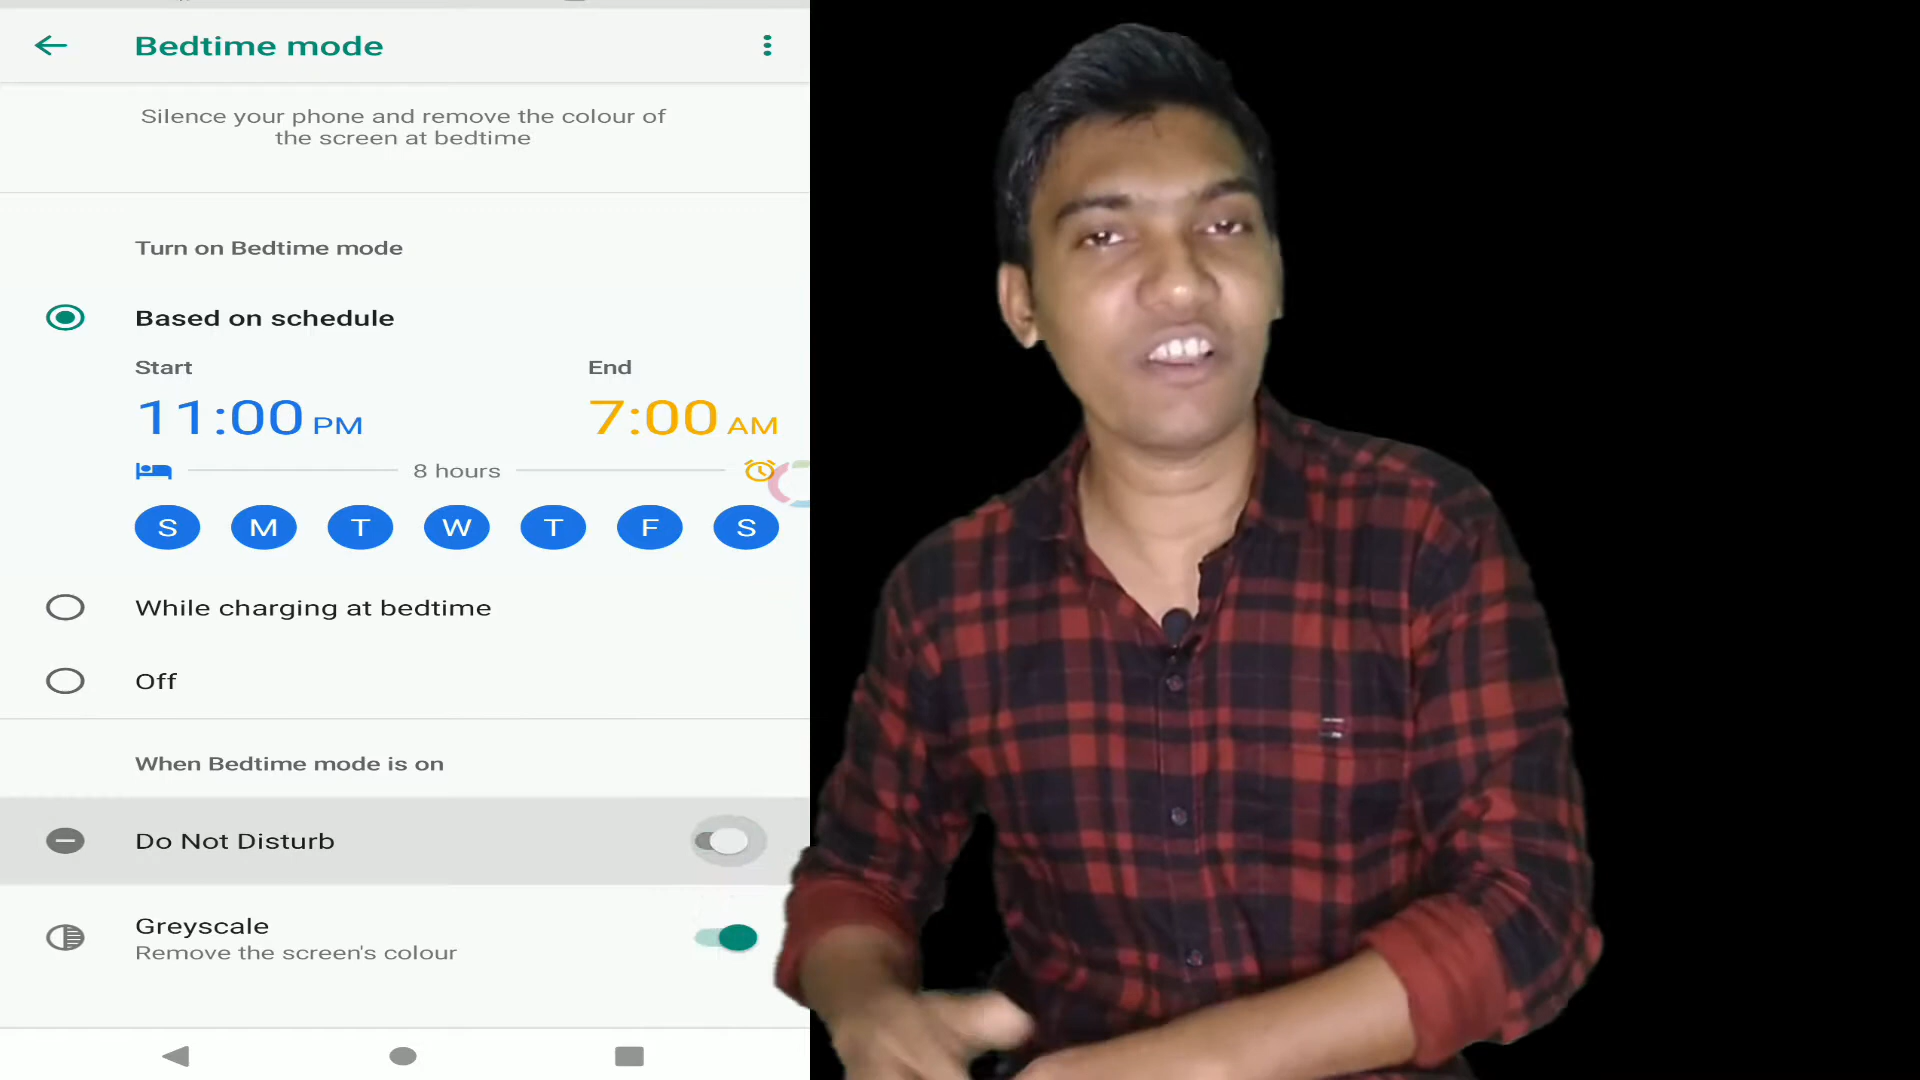 Bedtime mode
Silence your phone and remove the colour of
the screen at bedtime
Turn on Bedtime mode
Based on schedule
Start End
11:00 PM 7:00 AM
8 hours
S M T W T F S
While charging at bedtime
Off
When Bedtime mode is on
Do Not Disturb
Greyscale
Remove the screen's colour